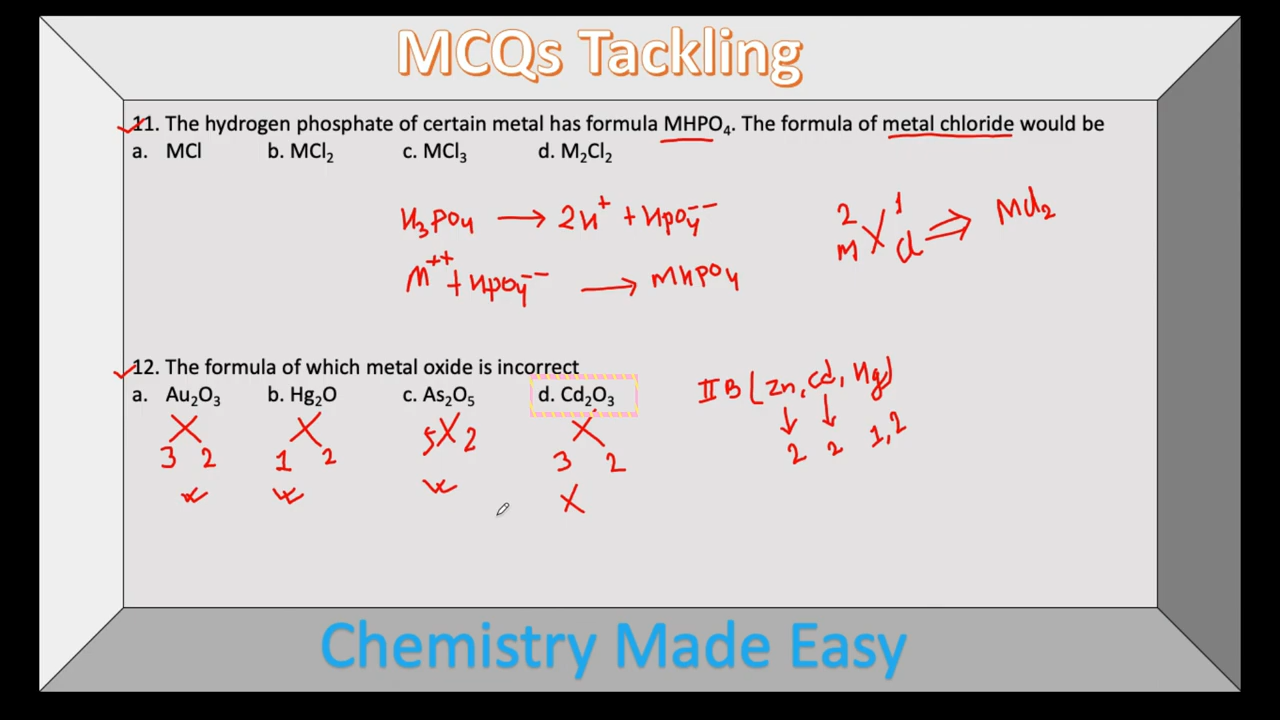 MCQs Tackling
11. The hydrogen phosphate of certain metal has formula MHPO₄. The formula of metal chloride would be
a. MCl b. MCl₂ c. MCl₃ d. M₂Cl₂
H₃PO₄ ⟶ 2H⁺ + HPO₄⁻⁻
M⁺⁺ + HPO₄⁻⁻ ⟶ MHPO₄
2 1
M Cl ⇒ MCl₂
12. The formula of which metal oxide is incorrect
a. Au₂O₃ b. Hg₂O c. As₂O₅ d. Cd₂O₃
3 2 1 2 5 2 3 2
X
II B (Zn, Cd, Hg)
2 2 1,2
Chemistry Made Easy